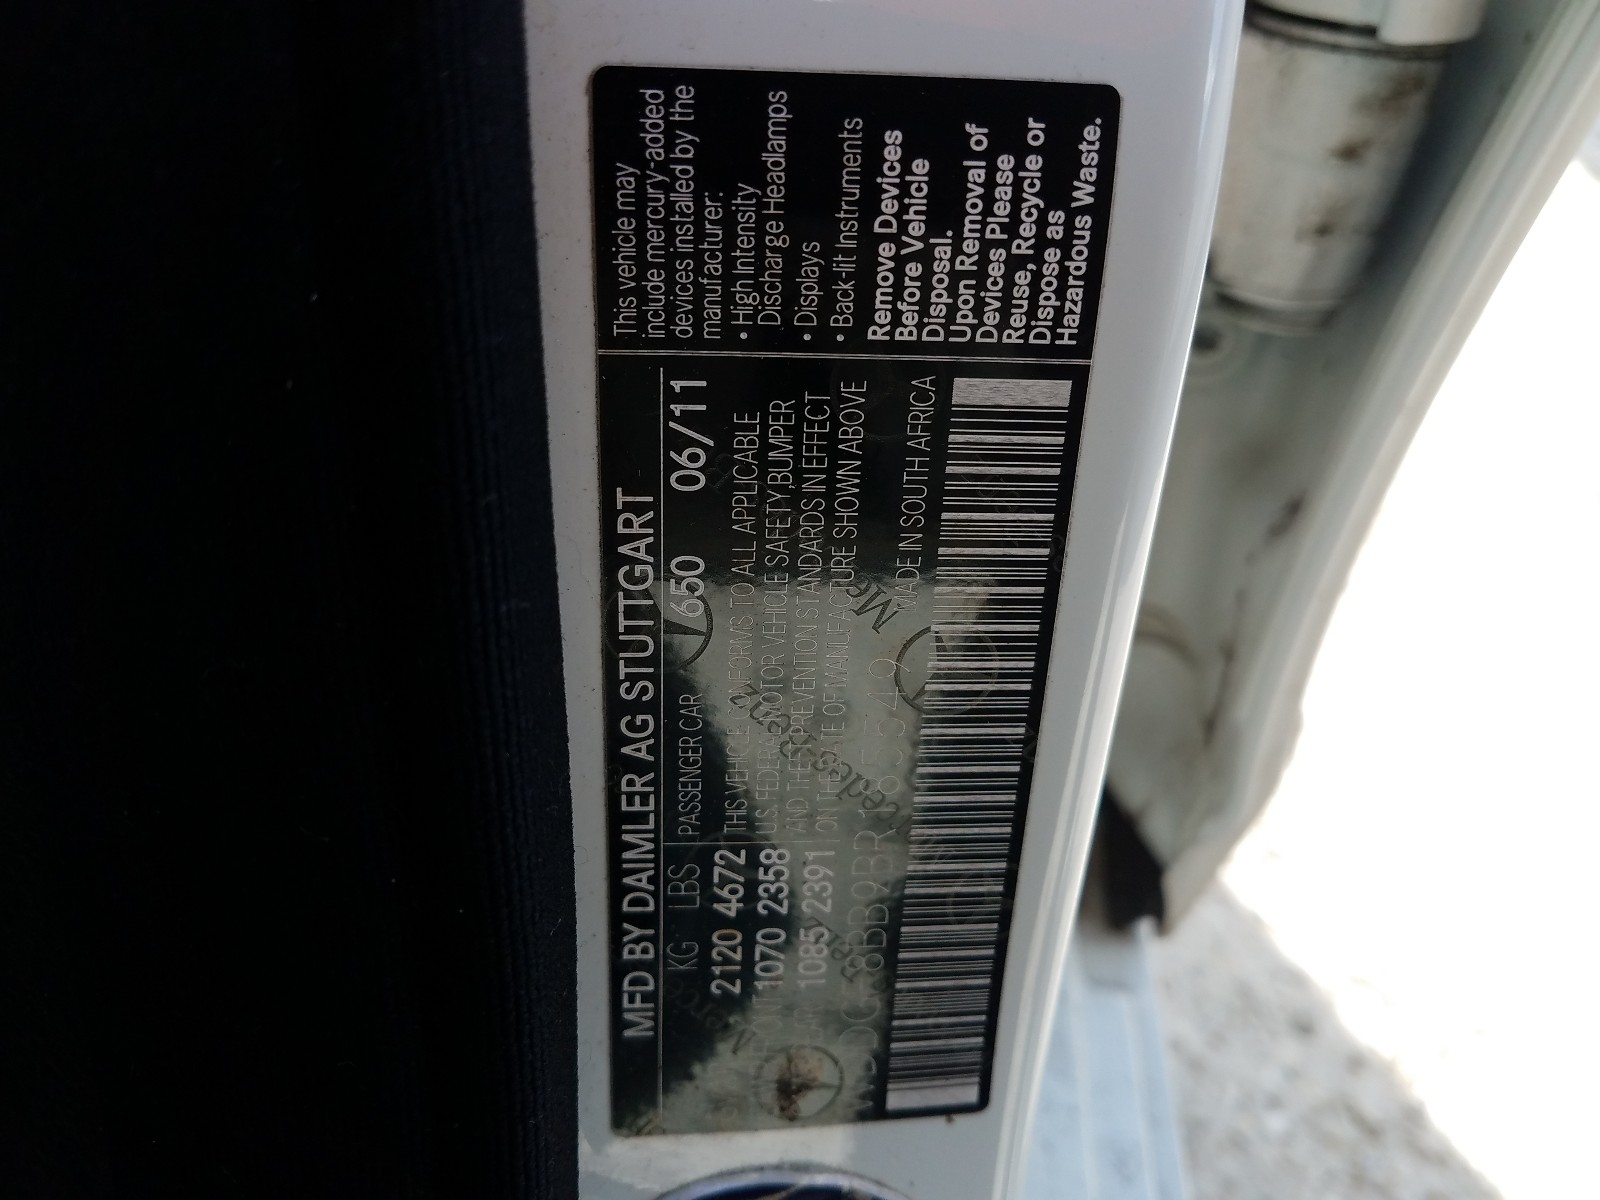 MFD BY DAIMLER AG STUTTGART
KG LBS PASSENGER CAR 650 06/11
2120 4672 THIS VEHICLE CONFORMS TO ALL APPLICABLE
FRONT 1070 2358 U.S. FEDERAL MOTOR VEHICLE SAFETY,BUMPER
REAR 1085 2391 AND THEFT PREVENTION STANDARDS IN EFFECT
ON THE DATE OF MANUFACTURE SHOWN ABOVE
MADE IN SOUTH AFRICA
This vehicle may
include mercury-added
devices installed by the
manufacturer:
• High Intensity
Discharge Headlamps
• Displays
• Back-lit Instruments
Remove Devices
Before Vehicle
Disposal.
Upon Removal of
Devices Please
Reuse, Recycle or
Dispose as
Hazardous Waste.